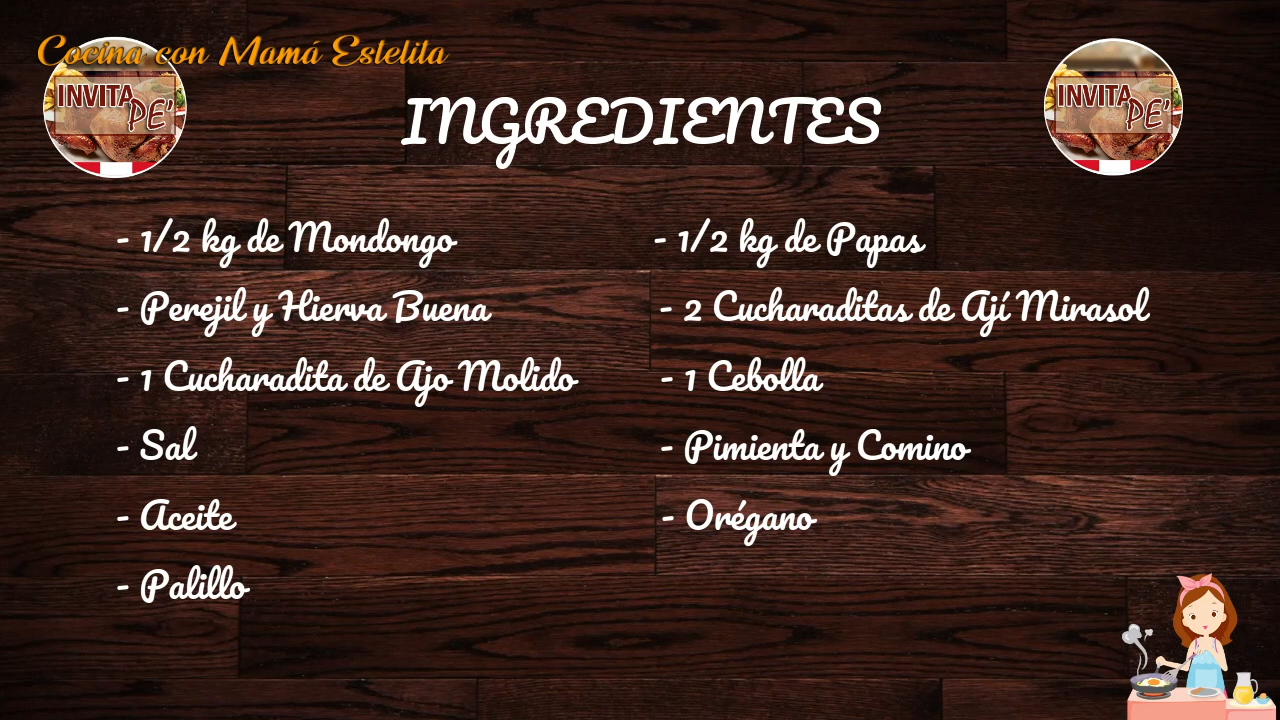 Cocina con Mamá Estelita
INVITA
PE'
INVITA
PE'
INGREDIENTES
- 1/2 kg de Mondongo
- Perejil y Hierva Buena
- 1 Cucharadita de Ajo Molido
- Sal
- Aceite
- Palillo
- 1/2 kg de Papas
- 2 Cucharaditas de Ají Mirasol
- 1 Cebolla
- Pimienta y Comino
- Orégano